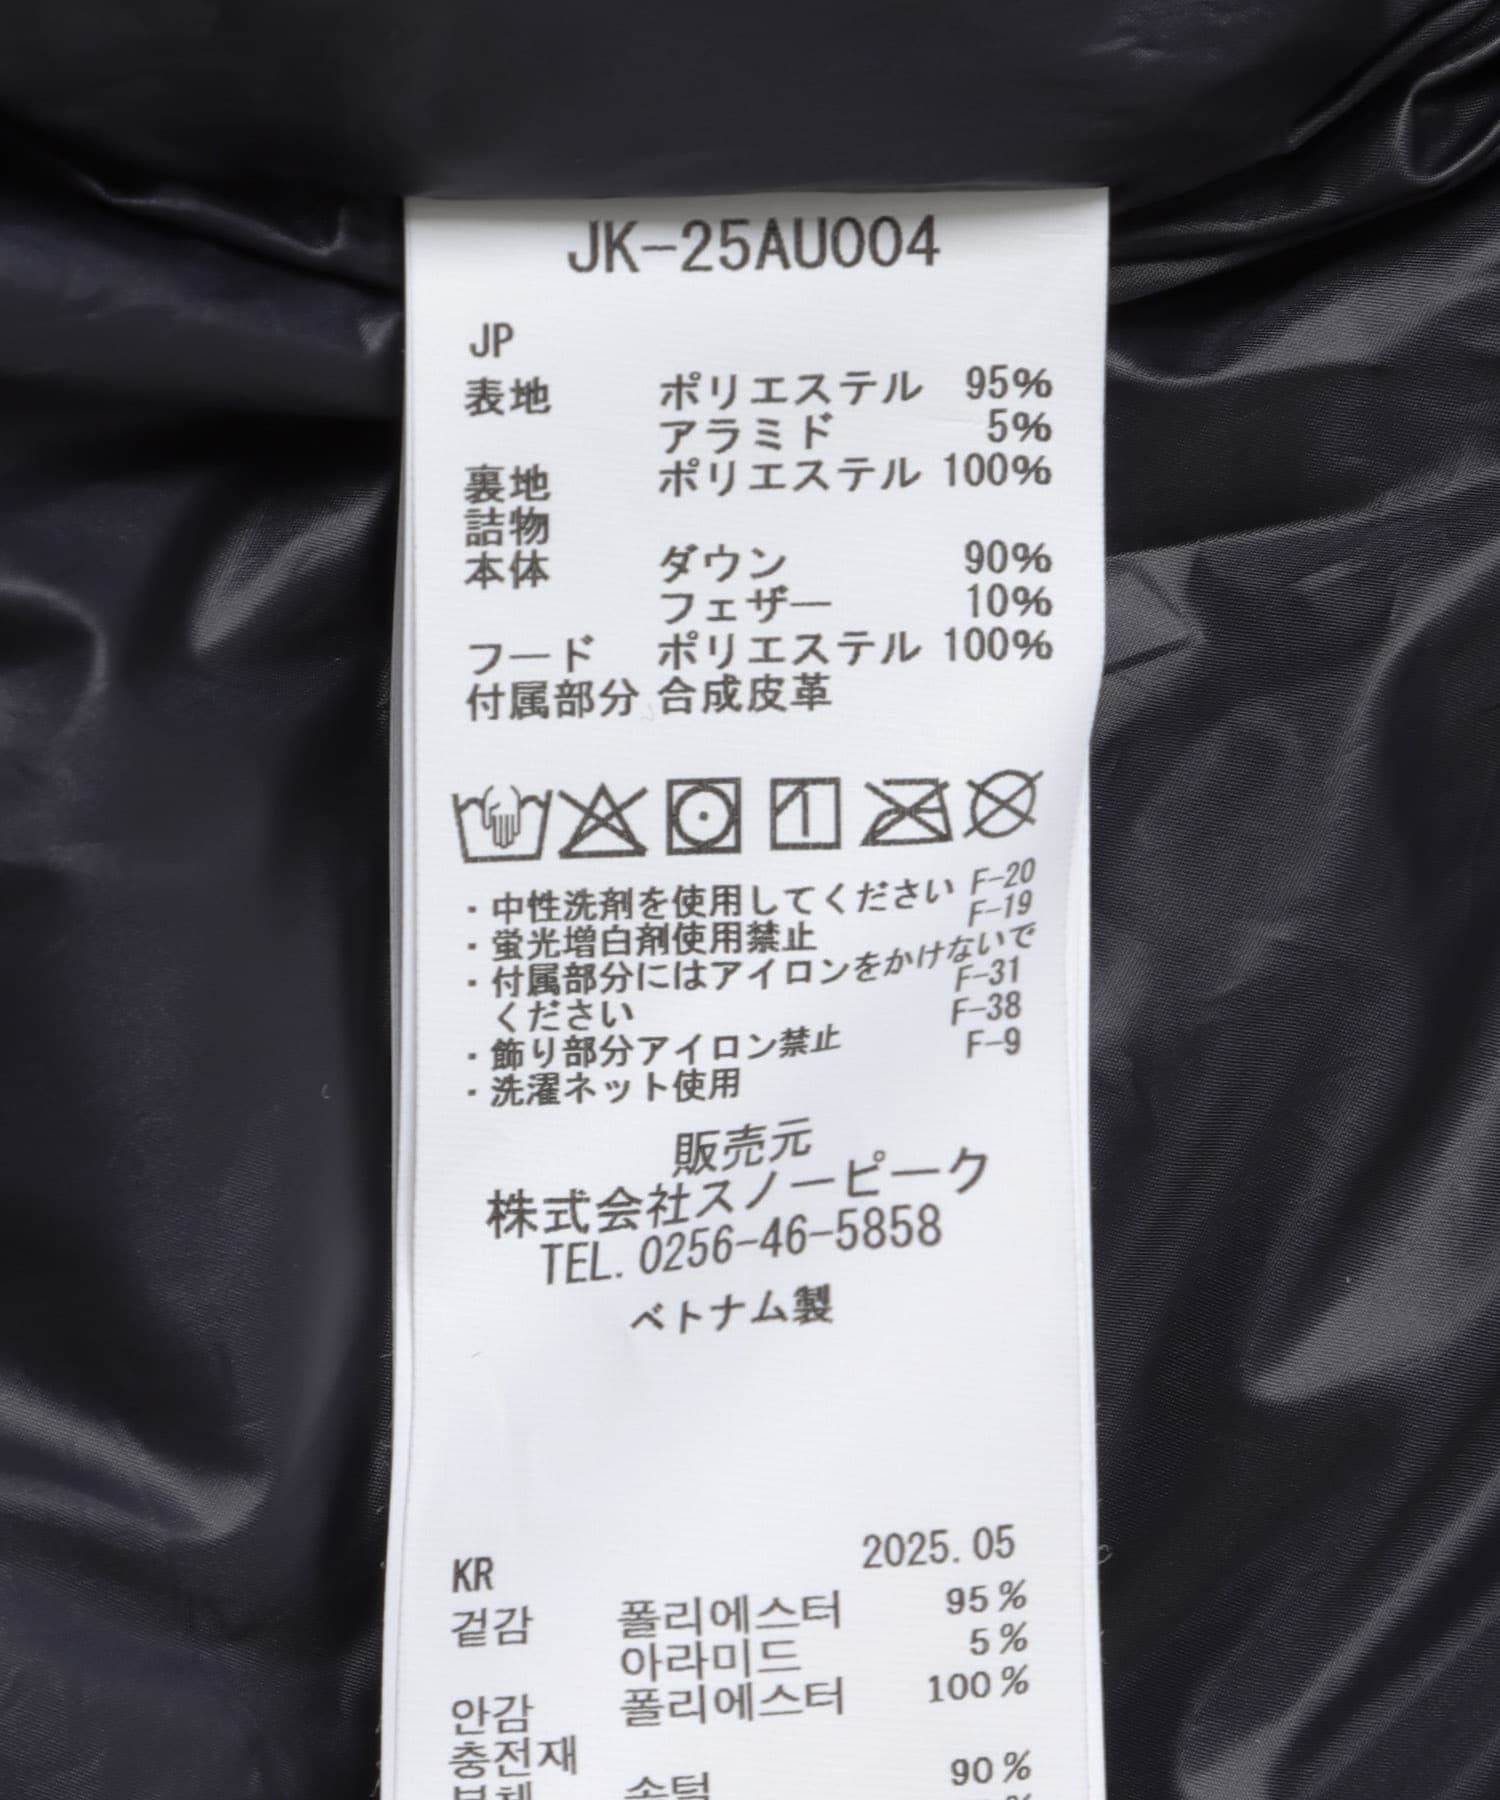 JK-25AU004
JP
表地 ポリエステル 95%
アラミド 5%
裏地 ポリエステル 100%
詰物
本体 ダウン 90%
フェザー 10%
フード ポリエステル 100%
付属部分 合成皮革
・中性洗剤を使用してください F-20
・蛍光増白剤使用禁止 F-19
・付属部分にはアイロンをかけないで
ください F-31
・飾り部分アイロン禁止 F-38
・洗濯ネット使用 F-9
販売元
株式会社スノーピーク
TEL. 0256-46-5858
ベトナム製
2025.05
KR
겉감 폴리에스터 95%
아라미드 5%
안감 폴리에스터 100%
충전재
90%